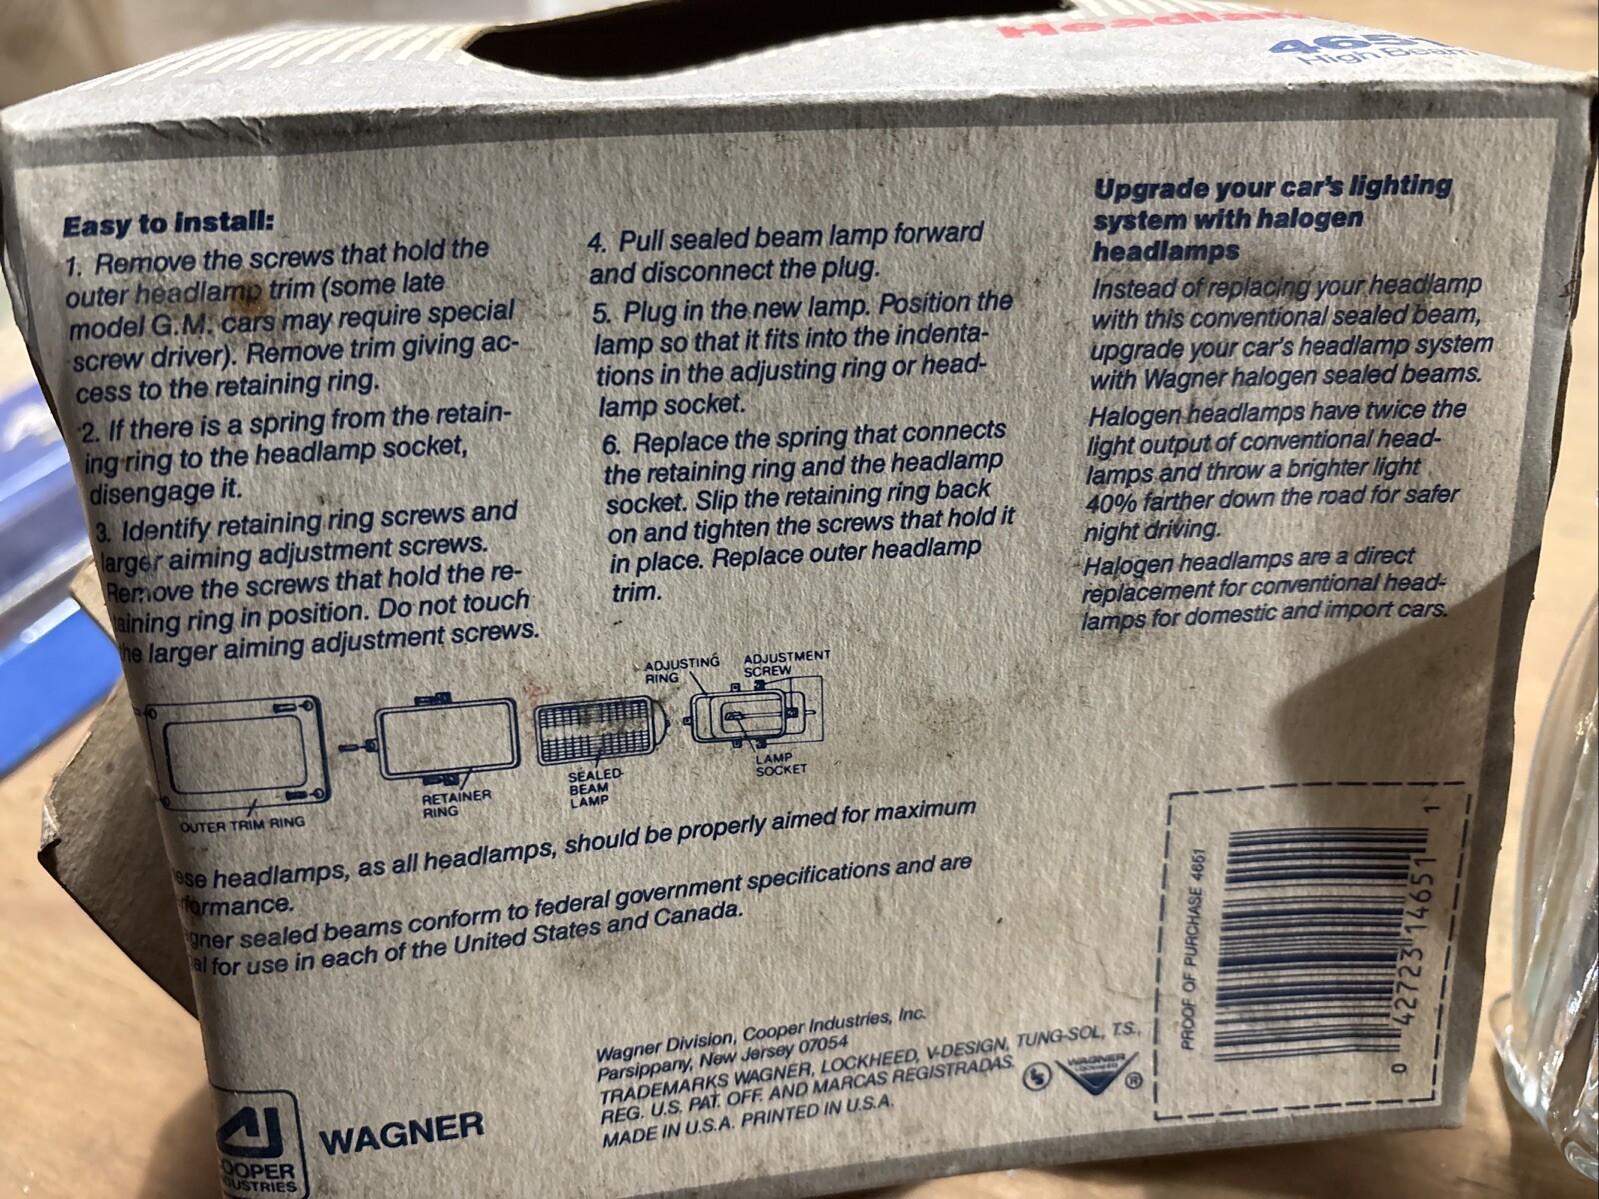 4651
High Beam
Easy to install:
1. Remove the screws that hold the
outer headlamp trim (some late
model G.M. cars may require special
screw driver). Remove trim giving ac-
cess to the retaining ring.
2. If there is a spring from the retain-
ing ring to the headlamp socket,
disengage it.
3. Identify retaining ring screws and
larger aiming adjustment screws.
Remove the screws that hold the re-
taining ring in position. Do not touch
the larger aiming adjustment screws.
4. Pull sealed beam lamp forward
and disconnect the plug.
5. Plug in the new lamp. Position the
lamp so that it fits into the indenta-
tions in the adjusting ring or head-
lamp socket.
6. Replace the spring that connects
the retaining ring and the headlamp
socket. Slip the retaining ring back
on and tighten the screws that hold it
in place. Replace outer headlamp
trim.
Upgrade your car's lighting
system with halogen
headlamps
Instead of replacing your headlamp
with this conventional sealed beam,
upgrade your car's headlamp system
with Wagner halogen sealed beams.
Halogen headlamps have twice the
light output of conventional head-
lamps and throw a brighter light
40% farther down the road for safer
night driving.
Halogen headlamps are a direct
replacement for conventional head-
lamps for domestic and import cars.
OUTER TRIM RING
RETAINER
RING
SEALED-
BEAM
LAMP
ADJUSTING
RING
ADJUSTMENT
SCREW
LAMP
SOCKET
ese headlamps, as all headlamps, should be properly aimed for maximum
formance.
gner sealed beams conform to federal government specifications and are
al for use in each of the United States and Canada.
Wagner Division, Cooper Industries, Inc.
Parsippany, New Jersey 07054
TRADEMARKS WAGNER, LOCKHEED, V-DESIGN, TUNG-SOL, T.S.,
REG. U.S. PAT. OFF. AND MARCAS REGISTRADAS.
MADE IN U.S.A. PRINTED IN U.S.A.
WAGNER
LOCKHEED
®
COOPER
INDUSTRIES
WAGNER
PROOF OF PURCHASE 4651
0 42723 14651 1